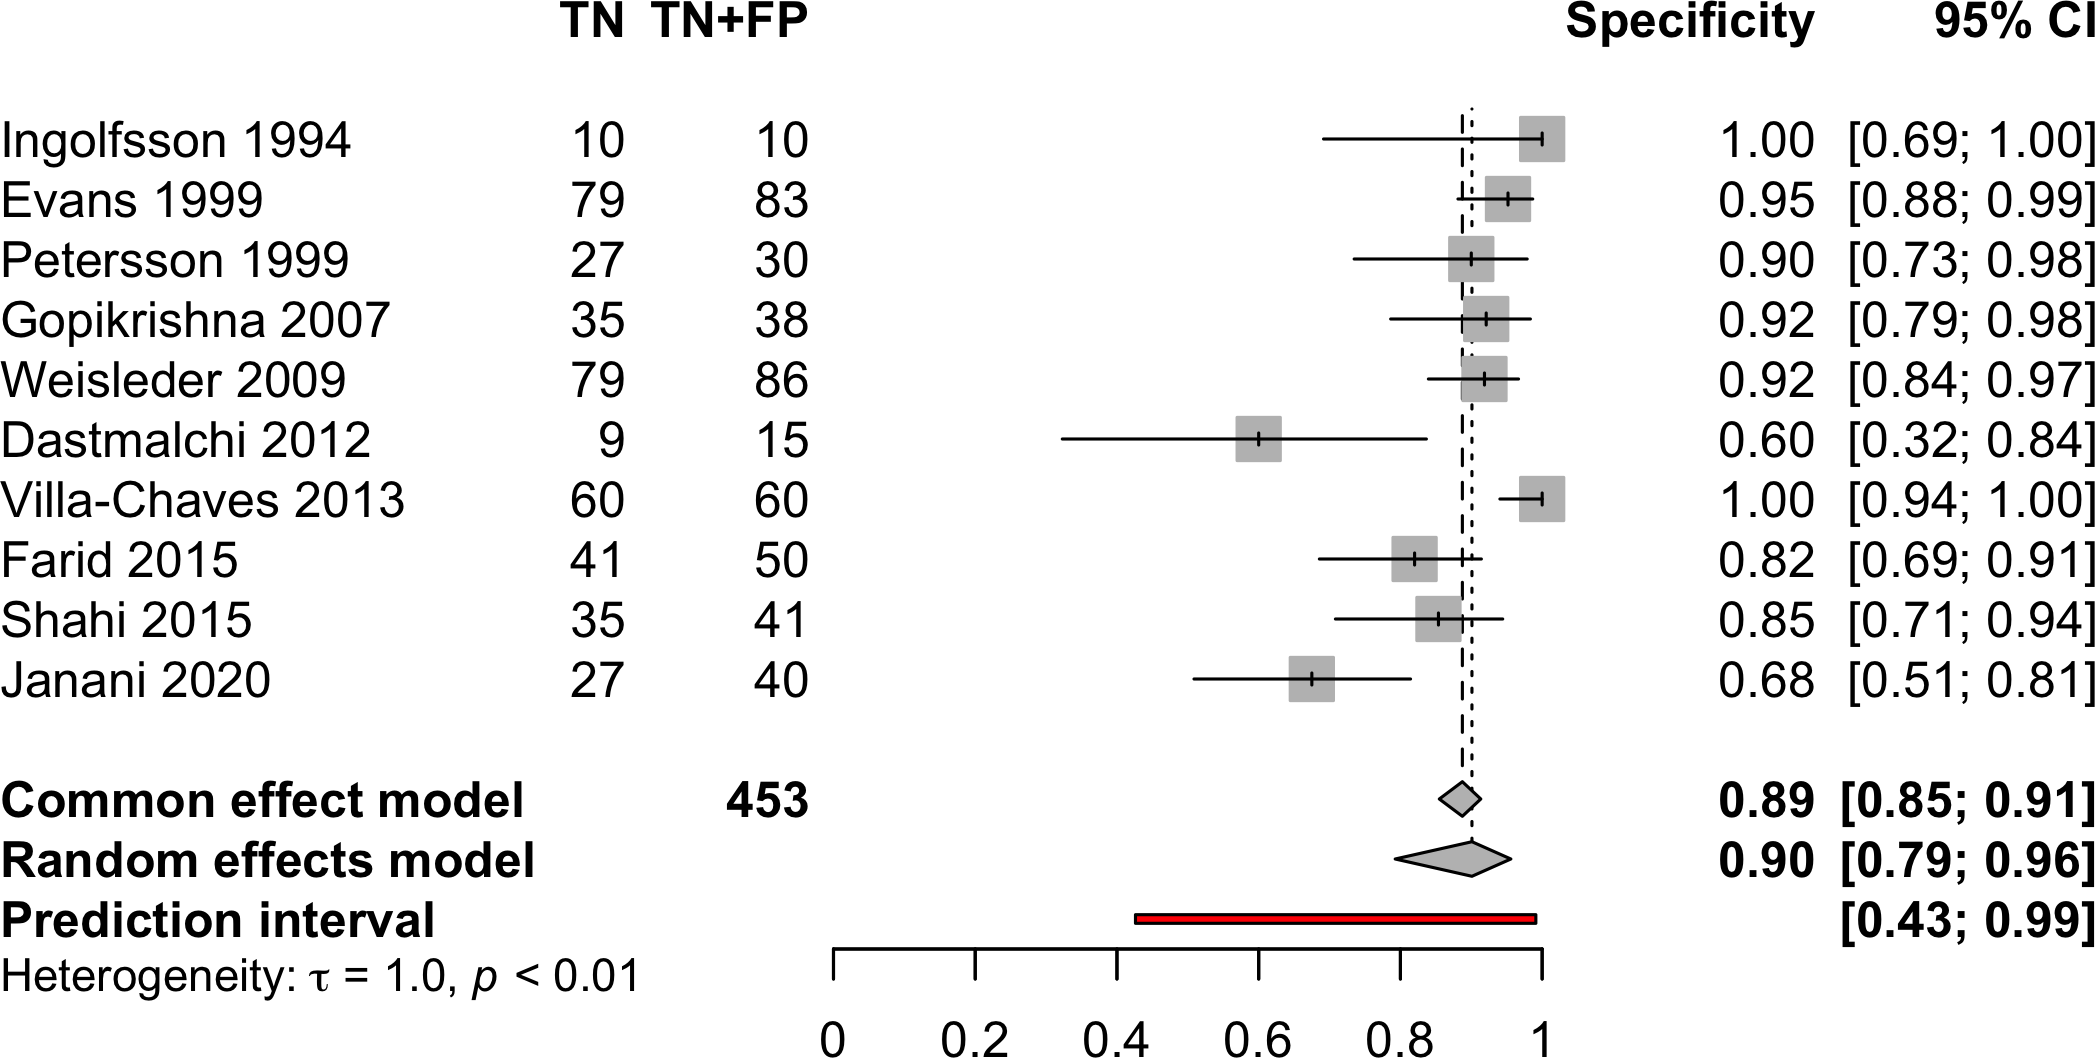 TN TN+FP Specificity 95% CI
Ingolfsson 1994 10 10 1.00 [0.69; 1.00]
Evans 1999 79 83 0.95 [0.88; 0.99]
Petersson 1999 27 30 0.90 [0.73; 0.98]
Gopikrishna 2007 35 38 0.92 [0.79; 0.98]
Weisleder 2009 79 86 0.92 [0.84; 0.97]
Dastmalchi 2012 9 15 0.60 [0.32; 0.84]
Villa-Chaves 2013 60 60 1.00 [0.94; 1.00]
Farid 2015 41 50 0.82 [0.69; 0.91]
Shahi 2015 35 41 0.85 [0.71; 0.94]
Janani 2020 27 40 0.68 [0.51; 0.81]
Common effect model 453 0.89 [0.85; 0.91]
Random effects model 0.90 [0.79; 0.96]
Prediction interval [0.43; 0.99]
Heterogeneity: τ = 1.0, p < 0.01
0 0.2 0.4 0.6 0.8 1